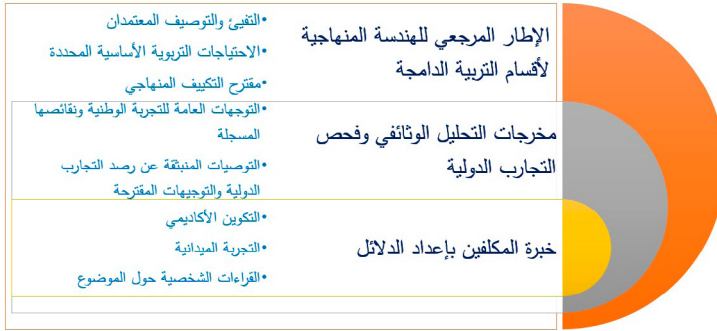 الإطار المرجعي للهندسة المنهاجية
لأقسام التربية الدامجة
•التفيئ والتوصيف المعتمدان
•الاحتياجات التربوية الأساسية المحددة
•مقترح التكييف المنهاجي
مخرجات التحليل الوثائفي وفحص
التجارب الدولية
•التوجهات العامة للتجربة الوطنية ونقائصها
المسجلة
•التوصيات المنبثقة عن رصد التجارب
الدولية والتوجيهات المقترحة
خبرة المكلفين بإعداد الدلائل
•التكوين الأكاديمي
•التجربة الميدانية
•القراءات الشخصية حول الموضوع